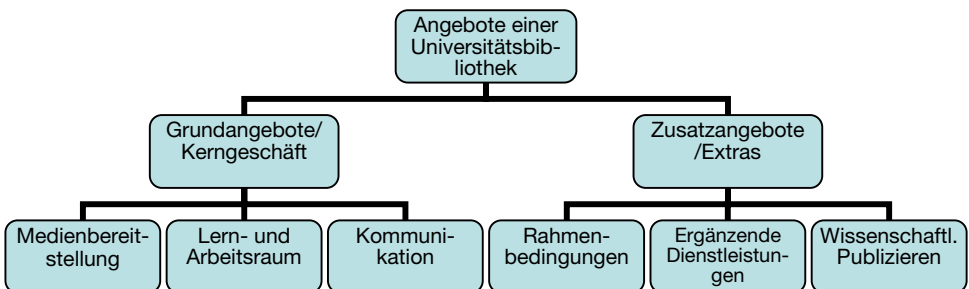 Angebote einer
Universitätsbib-
liothek
Grundangebote/
Kerngeschäft
Zusatzangebote
/Extras
Medienbereit-
stellung
Lern- und
Arbeitsraum
Kommuni-
kation
Rahmen-
bedingungen
Ergänzende
Dienstleistun-
gen
Wissenschaftl.
Publizieren